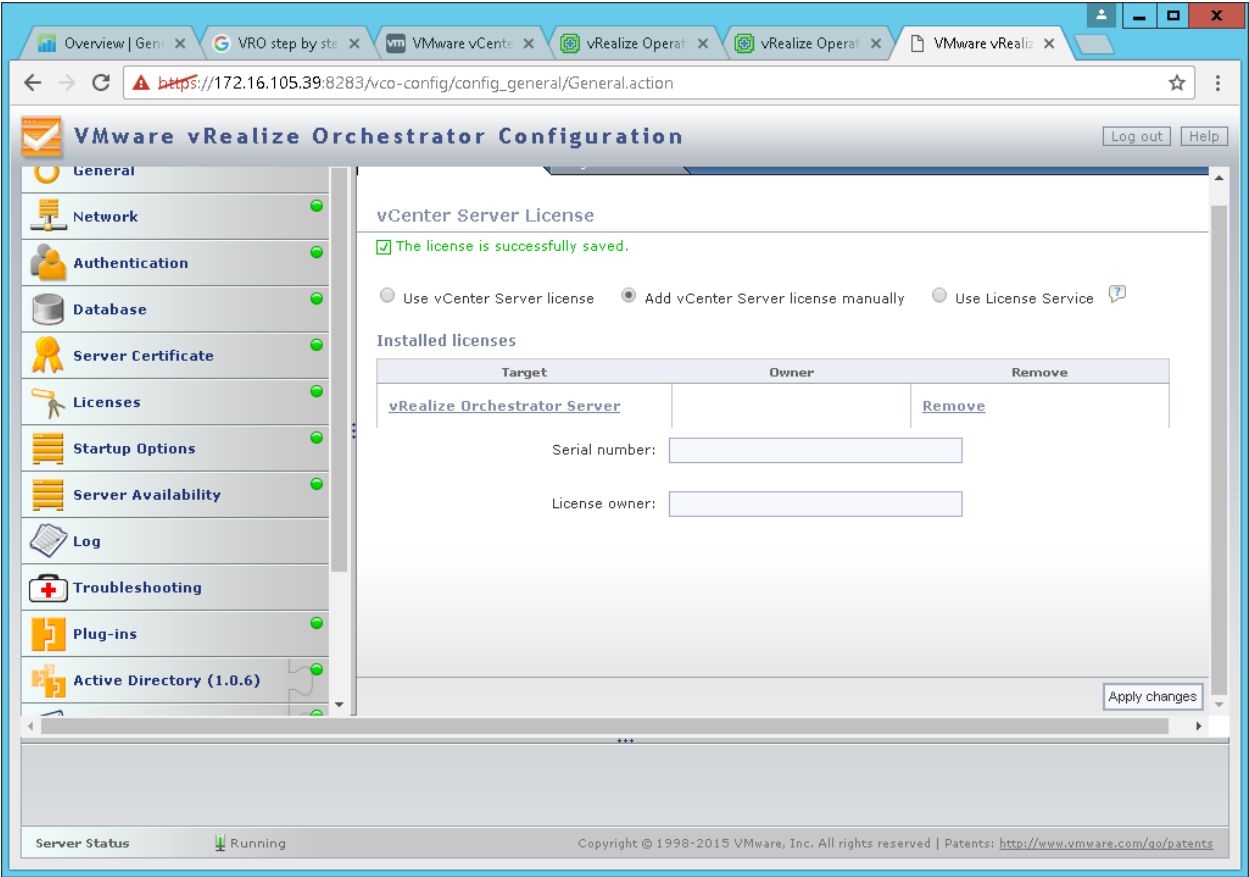 Overview | Gen
VRO step by ste
VMware vCente
vRealize Operat
vRealize Operat
VMware vRealiz
https://172.16.105.39:8283/vco-config/config_general/General.action
VMware vRealize Orchestrator Configuration
Log out
Help
General
Network
Authentication
Database
Server Certificate
Licenses
Startup Options
Server Availability
Log
Troubleshooting
Plug-ins
Active Directory (1.0.6)
vCenter Server License
The license is successfully saved.
Use vCenter Server license
Add vCenter Server license manually
Use License Service
Installed licenses
Target Owner Remove
vRealize Orchestrator Server Remove
Serial number:
License owner:
Apply changes
Server Status
Running
Copyright © 1998-2015 VMware, Inc. All rights reserved | Patents: http://www.vmware.com/go/patents